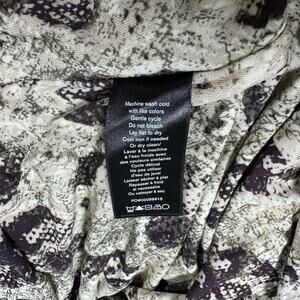 Machine wash cold
with like colors
Gentle cycle
Do not bleach
Lay flat to dry
Cool iron if needed
Or dry clean/
Laver à la machine
à l'eau froide avec
des couleurs similaires
Cycle délicat
Ne pas utiliser
d'eau de javel
Laisser sécher à plat
Repasser à froid
si nécessaire
Ou nettoyer à sec
PO#00059915